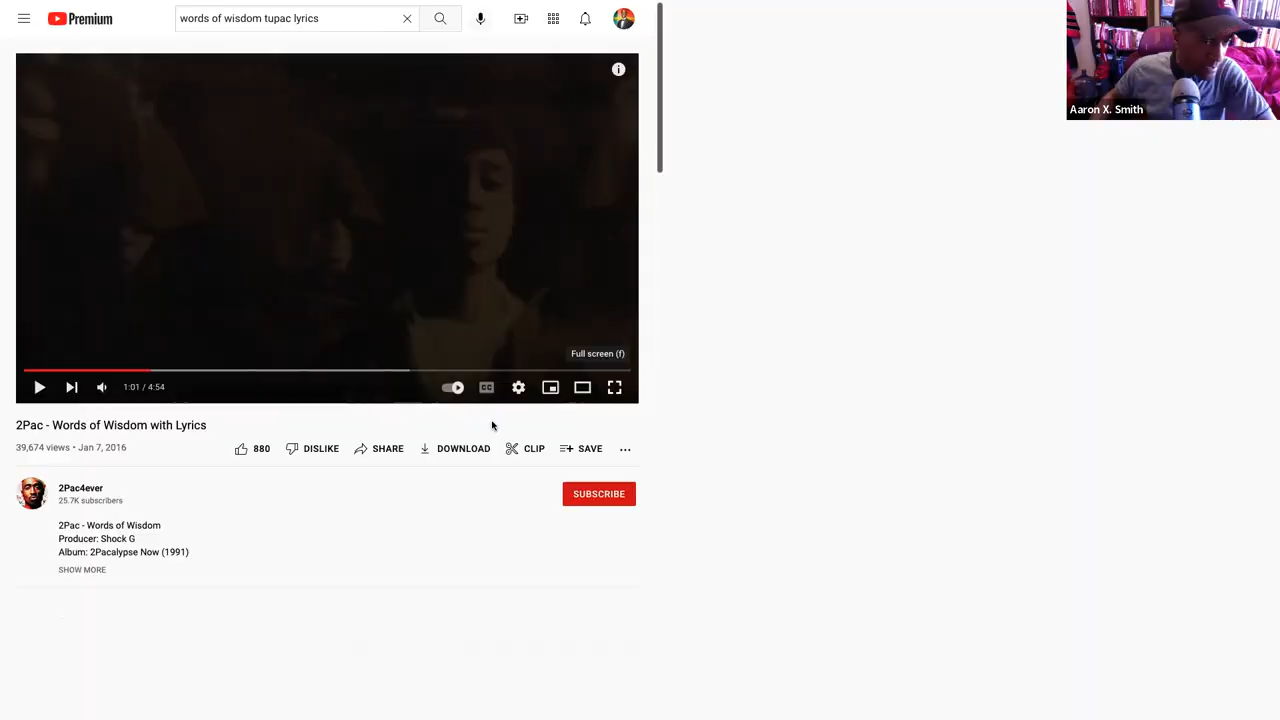 Premium
words of wisdom tupac lyrics
Aaron X. Smith
Full screen (f)
1:01 / 4:54
2Pac - Words of Wisdom with Lyrics
39,674 views • Jan 7, 2016
880 DISLIKE SHARE DOWNLOAD CLIP SAVE
2Pac4ever
25.7K subscribers
SUBSCRIBE
2Pac - Words of Wisdom
Producer: Shock G
Album: 2Pacalypse Now (1991)
SHOW MORE